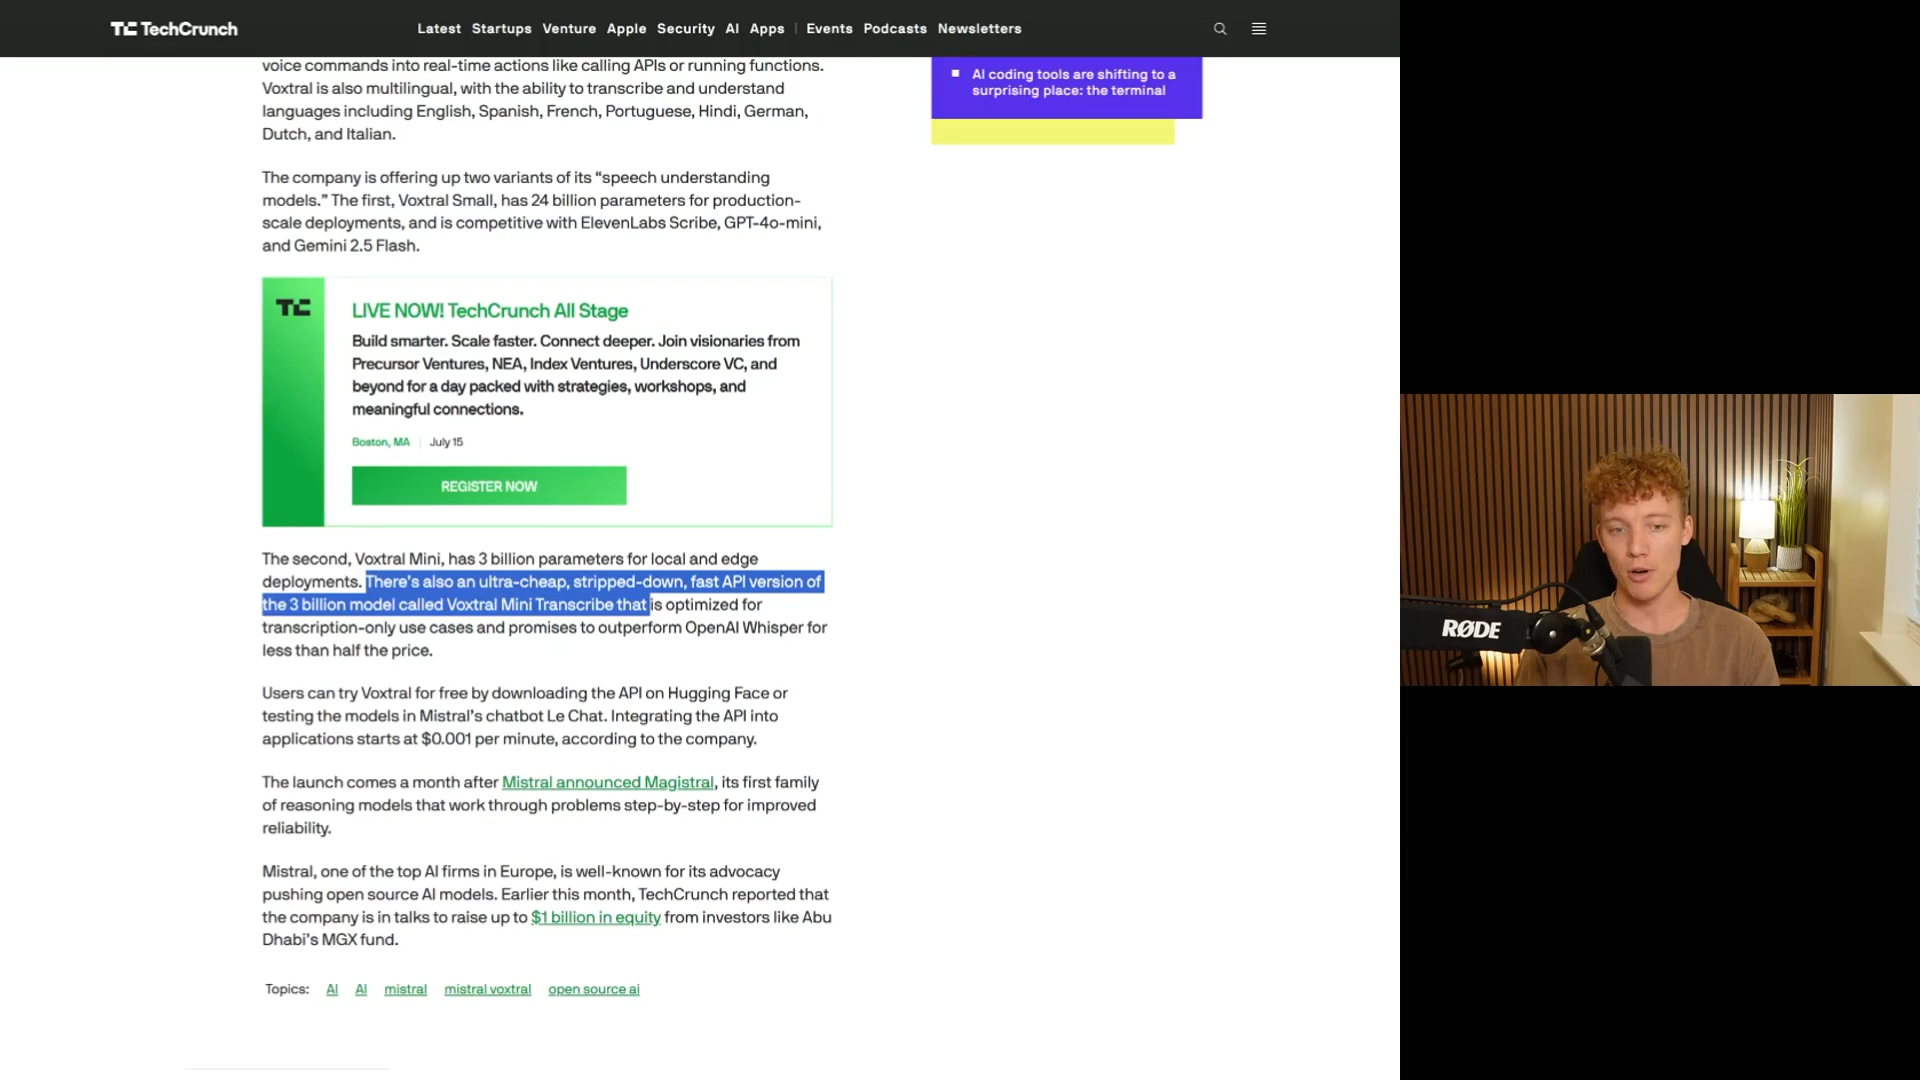 TechCrunch
Latest Startups Venture Apple Security AI Apps Events Podcasts Newsletters
voice commands into real-time actions like calling APIs or running functions.
Voxtral is also multilingual, with the ability to transcribe and understand
languages including English, Spanish, French, Portuguese, Hindi, German,
Dutch, and Italian.
AI coding tools are shifting to a
surprising place: the terminal
The company is offering up two variants of its “speech understanding
models.” The first, Voxtral Small, has 24 billion parameters for production-
scale deployments, and is competitive with ElevenLabs Scribe, GPT-4o-mini,
and Gemini 2.5 Flash.
TC
LIVE NOW! TechCrunch All Stage
Build smarter. Scale faster. Connect deeper. Join visionaries from
Precursor Ventures, NEA, Index Ventures, Underscore VC, and
beyond for a day packed with strategies, workshops, and
meaningful connections.
Boston, MA | July 15
REGISTER NOW
The second, Voxtral Mini, has 3 billion parameters for local and edge
deployments. There’s also an ultra-cheap, stripped-down, fast API version of
the 3 billion model called Voxtral Mini Transcribe that is optimized for
transcription-only use cases and promises to outperform OpenAI Whisper for
less than half the price.
Users can try Voxtral for free by downloading the API on Hugging Face or
testing the models in Mistral’s chatbot Le Chat. Integrating the API into
applications starts at $0.001 per minute, according to the company.
The launch comes a month after Mistral announced Magistral, its first family
of reasoning models that work through problems step-by-step for improved
reliability.
Mistral, one of the top AI firms in Europe, is well-known for its advocacy
pushing open source AI models. Earlier this month, TechCrunch reported that
the company is in talks to raise up to $1 billion in equity from investors like Abu
Dhabi’s MGX fund.
Topics: AI AI mistral mistral voxtral open source ai
RØDE